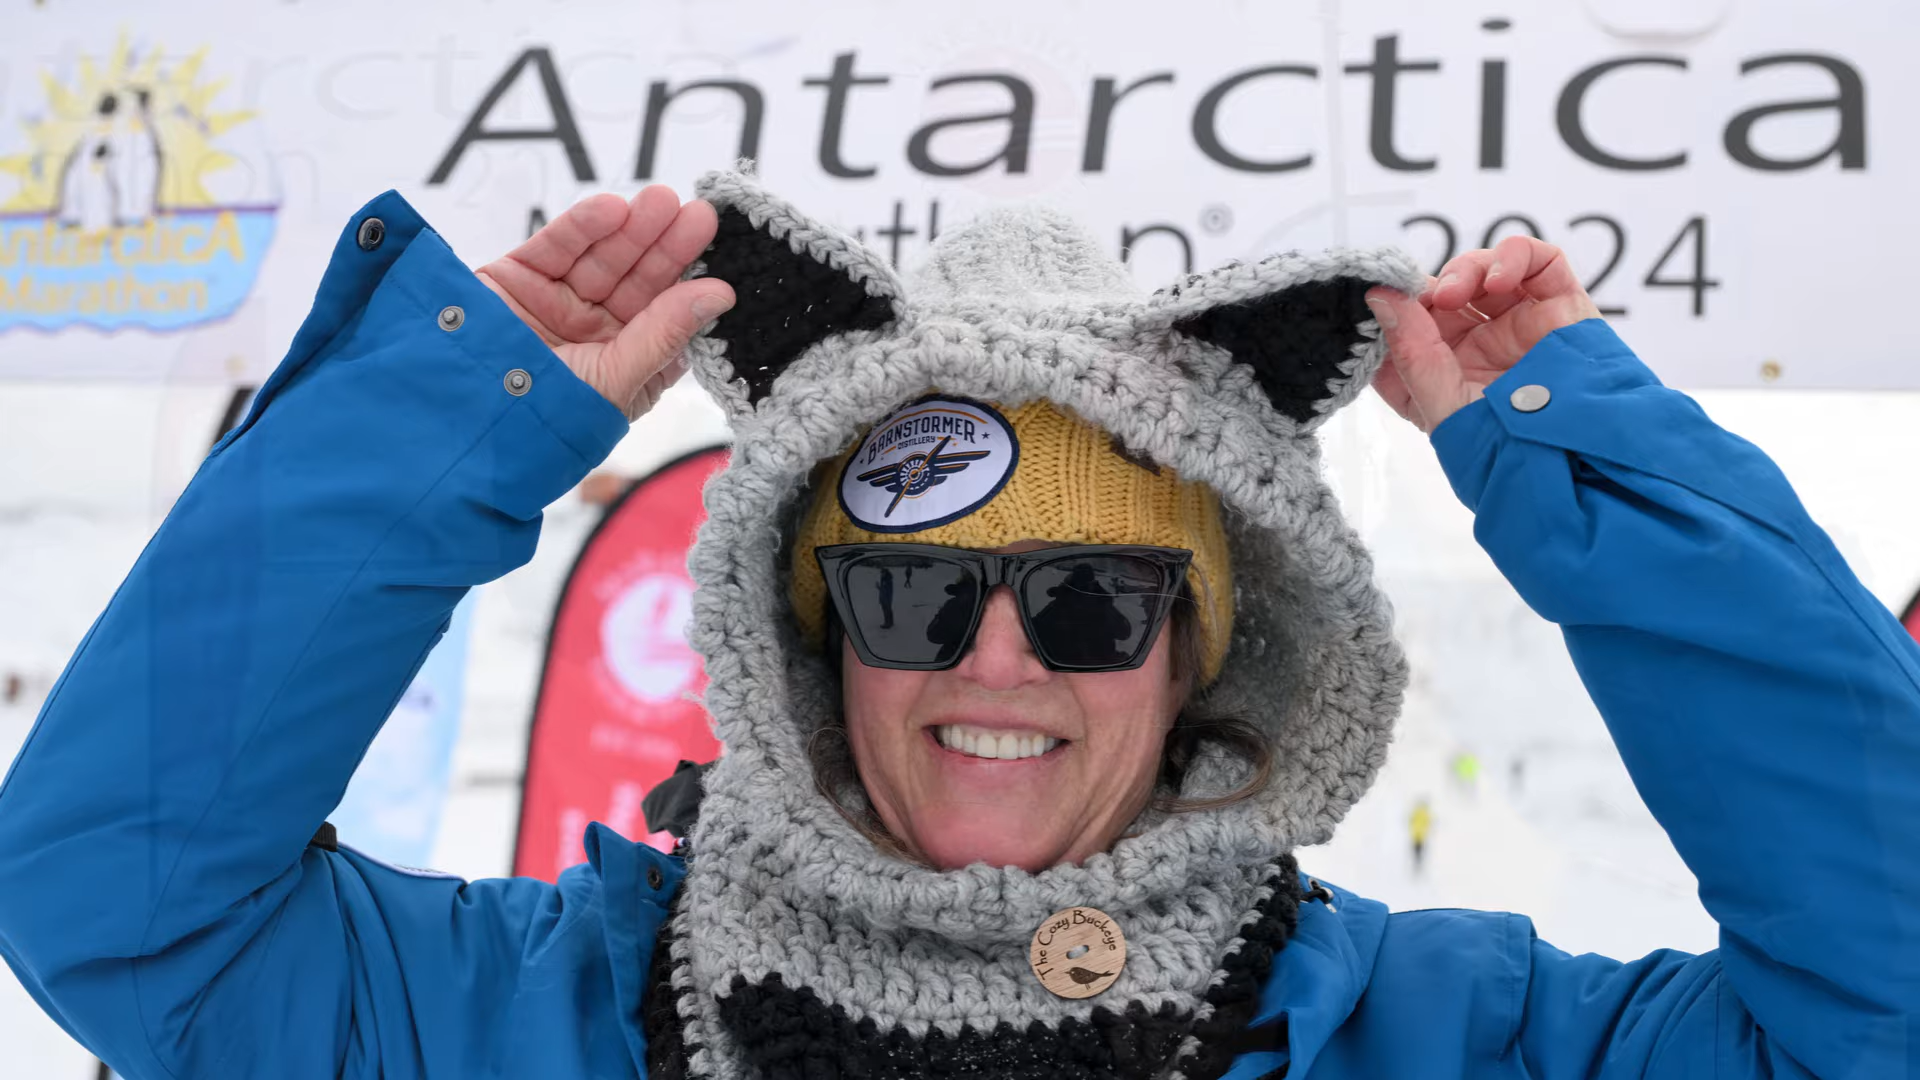 Antarctica
2024
AntarcticA
Marathon
BARNSTORMER
DISTILLERY
The Cozy Buckeye